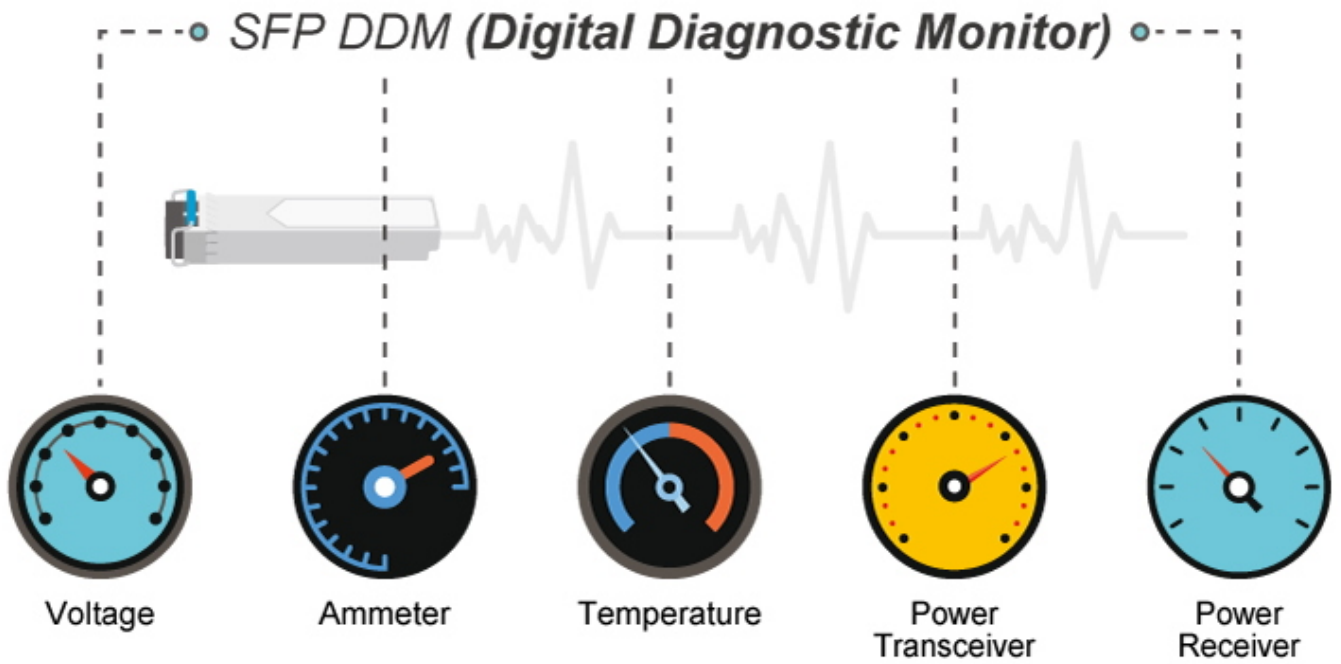 SFP DDM (Digital Diagnostic Monitor)
Voltage
Ammeter
Temperature
Power
Transceiver
Power
Receiver